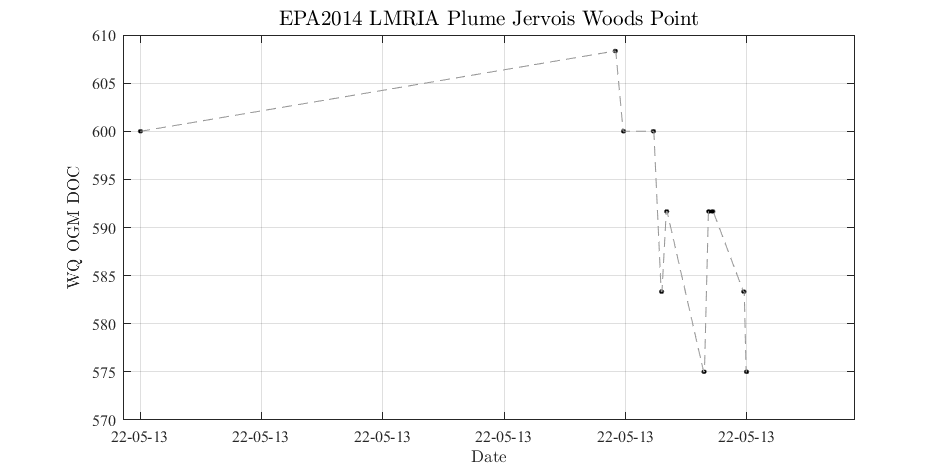 EPA2014 LMRIA Plume Jervois Woods Point
610
605
600
595
590
585
580
575
570
WQ OGM DOC
22-05-13 22-05-13 22-05-13 22-05-13 22-05-13 22-05-13
Date